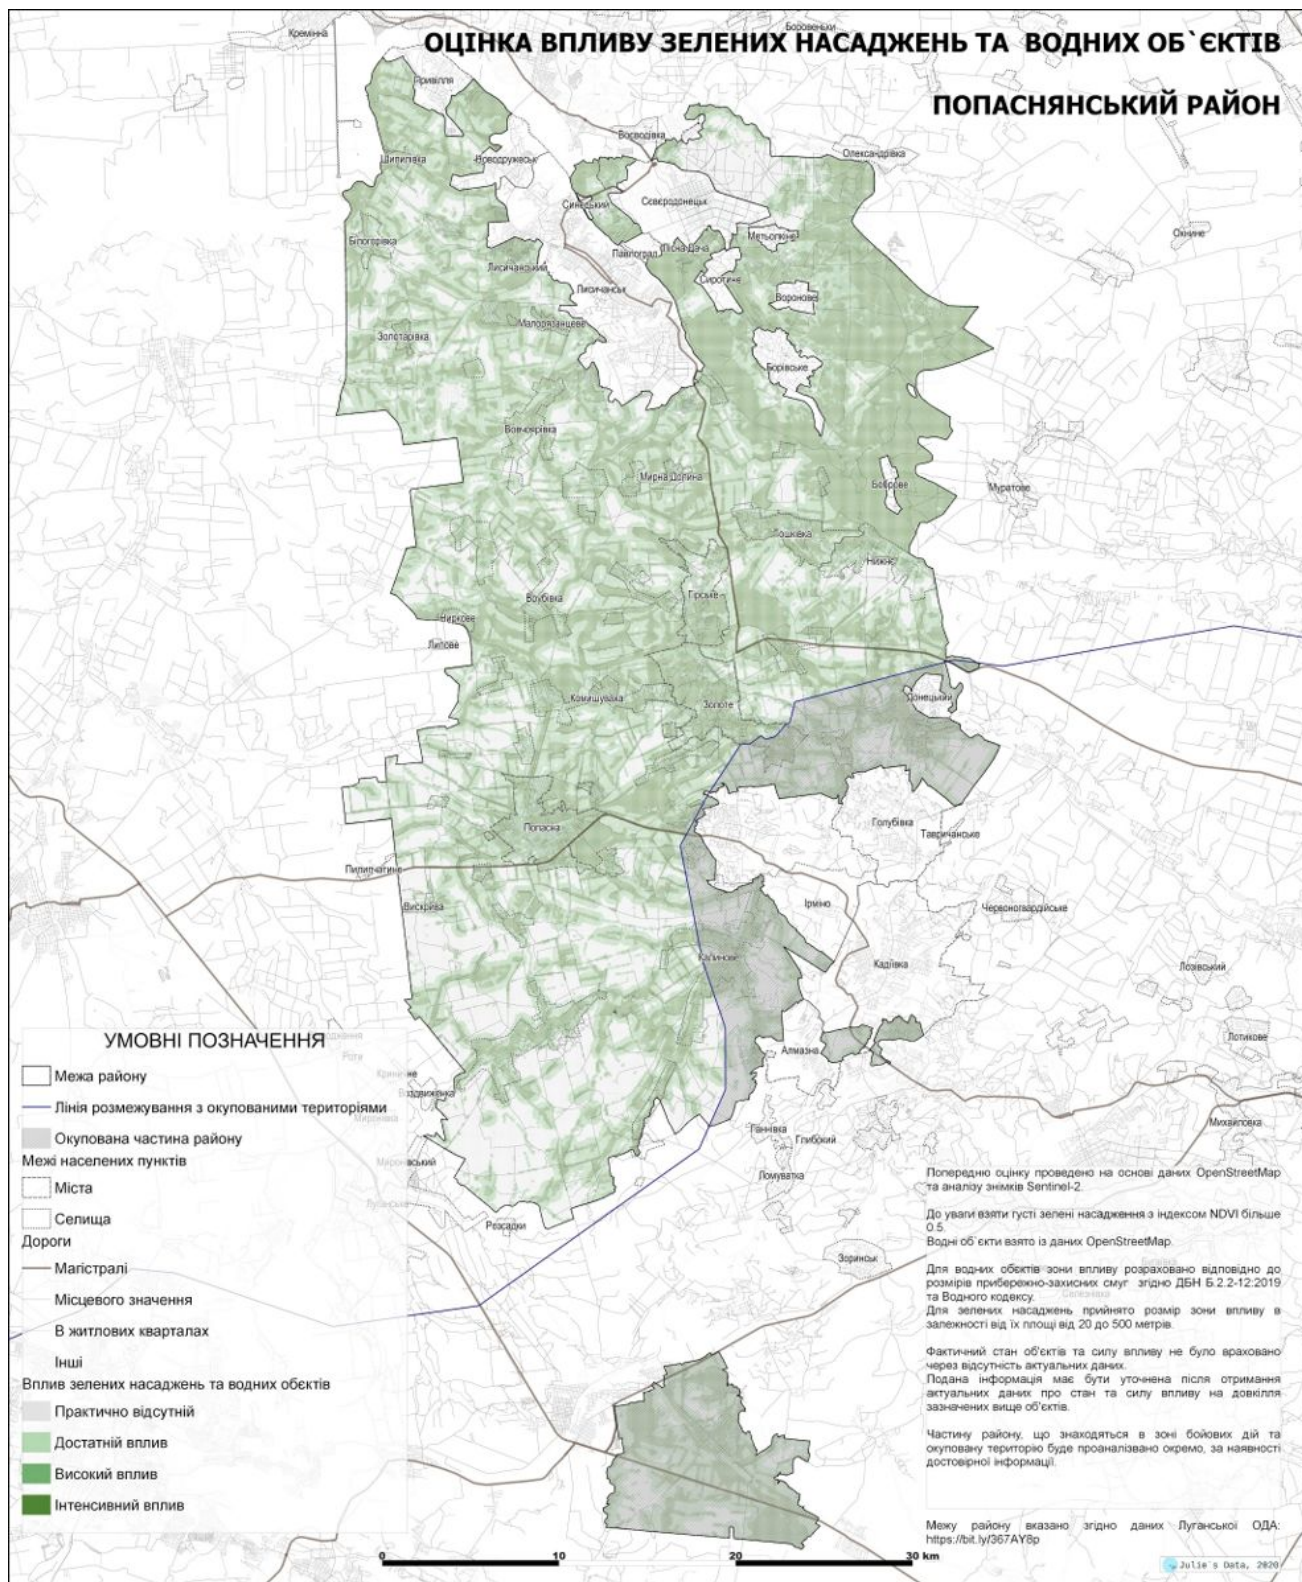 ОЦІНКА ВПЛИВУ ЗЕЛЕНИХ НАСАДЖЕНЬ ТА ВОДНИХ ОБ`ЄКТІВ
ПОПАСНЯНСЬКИЙ РАЙОН
Кремінна
Боровеньки
Привілля
Воєводівка
Олександрівка
Шипилівка
Новодружеськ
Синецький
Сєвєродонецьк
Метьолкіне
Охнине
Білогорівка
Павлоград
Лісна Дача
Лисичанський
Сиротине
Лисичанськ
Воронове
Малорязанцеве
Золотарівка
Борівське
Вовчоярівка
Мирна Долина
Боброве
Муратове
Тошківка
Нижнє
Врубівка
Гірське
Нирков​е
Липове
Комишуваха
Золоте
Донецький
Попасна
Голубівка
Тавричанське
Пилипчатине
Вискрива
Ірміно
Червоногвардійське
Калинове
Кадіївка
Лозівський
Лотикове
Алмазна
Михайловка
Ганнівка
Глибокий
Ломуватка
Розсадки
Зоринськ
УМОВНІ ПОЗНАЧЕННЯ
Межа району
Лінія розмежування з окупованими територіями
Окупована частина району
Межі населених пунктів
Міста
Селища
Дороги
Магістралі
Місцевого значення
В житлових кварталах
Інші
Вплив зелених насаджень та водних обєктів
Практично відсутній
Достатній вплив
Високий вплив
Інтенсивний вплив
Попередню оцінку проведено на основі даних OpenStreetMap
та аналізу знімків Sentinel-2.
До уваги взяти густі зелені насадження з індексом NDVI більше
0.5.
Водні об`єкти взято із даних OpenStreetMap.
Для водних обєктів зони впливу розраховано відповідно до
розмірів прибережно-захисних смуг згідно ДБН Б.2.2-12:2019
та Водного кодексу.
Для зелених насаджень прийнято розмір зони впливу в
залежності від їх площі від 20 до 500 метрів.
Фактичний стан об'єктів та силу впливу не було враховано
через відсутність актуальних даних.
Подана інформація має бути уточнена після отримання
актуальних даних про стан та силу впливу на довкілля
зазначених вище об'єктів.
Частину району, що знаходяться в зоні бойових дій та
окуповану територію буде проаналізовано окремо, за наявності
достовірної інформації.
Межу району вказано згідно даних Луганської ОДА:
https://bit.ly/367AY8p
0 10 20 30 km
Julie`s Data, 2020